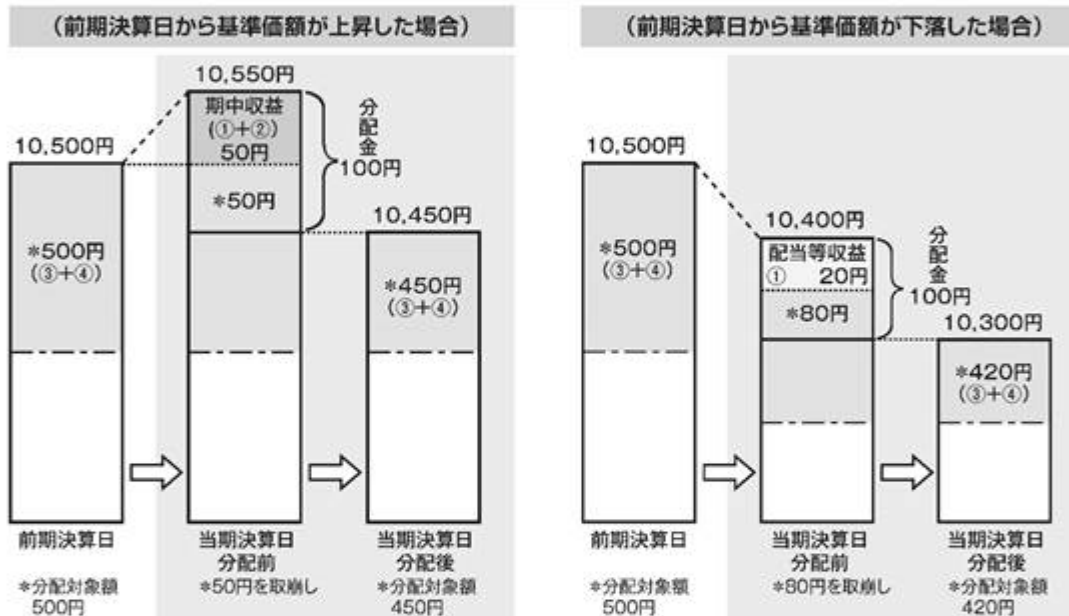 (前期決算日から基準価額が上昇した場合)
10,550円
期中収益
(①+②)
50円
*50円
分配金
100円
10,500円
*500円
(③+④)
10,450円
*450円
(③+④)
前期決算日
当期決算日
分配前
当期決算日
分配後
*分配対象額
500円
*50円を取崩し
*分配対象額
450円
(前期決算日から基準価額が下落した場合)
10,500円
*500円
(③+④)
10,400円
配当等収益
① 20円
*80円
分配金
100円
10,300円
*420円
(③+④)
前期決算日
当期決算日
分配前
当期決算日
分配後
*分配対象額
500円
*80円を取崩し
*分配対象額
420円